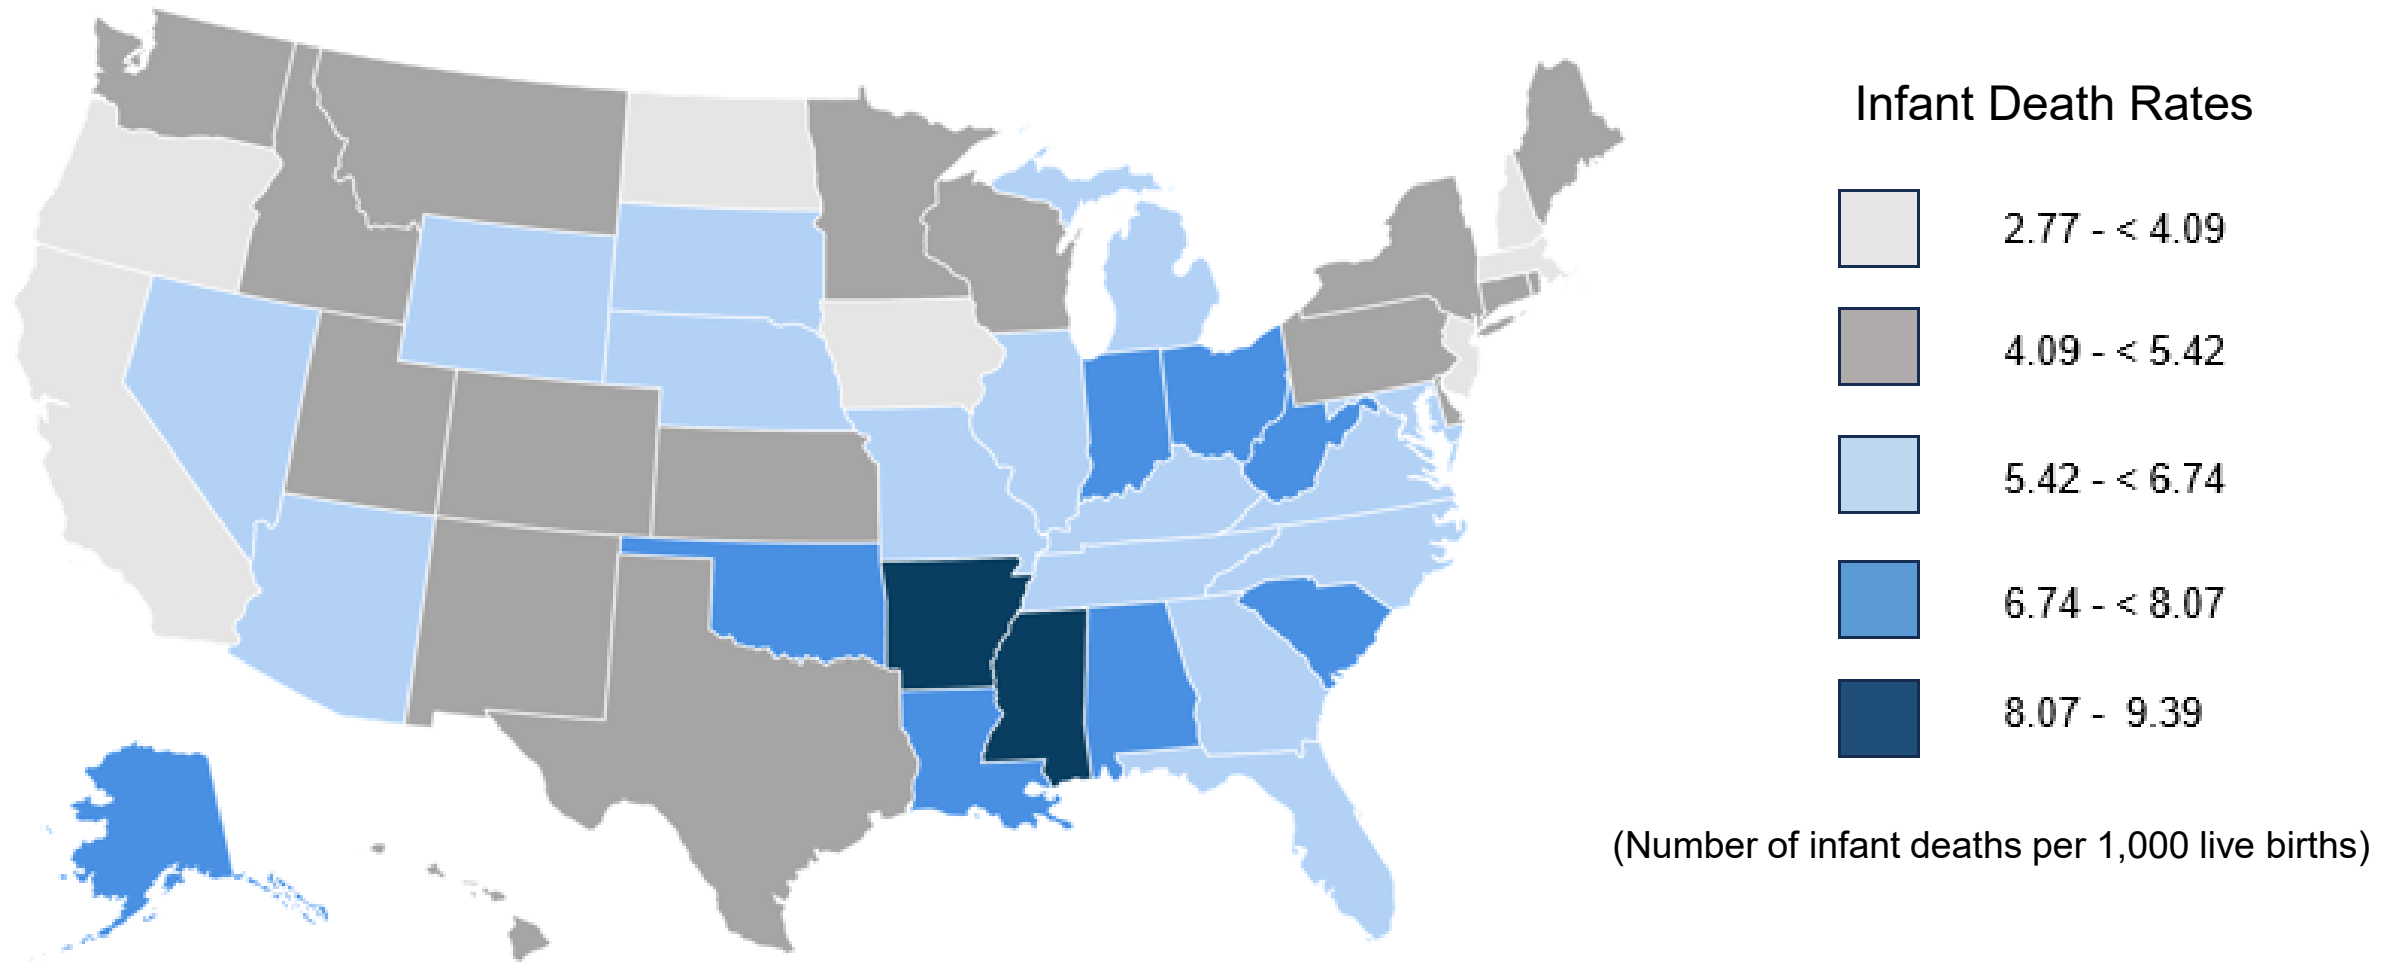 Infant Death Rates
2.77 - < 4.09
4.09 - < 5.42
5.42 - < 6.74
6.74 - < 8.07
8.07 -  9.39
(Number of infant deaths per 1,000 live births)